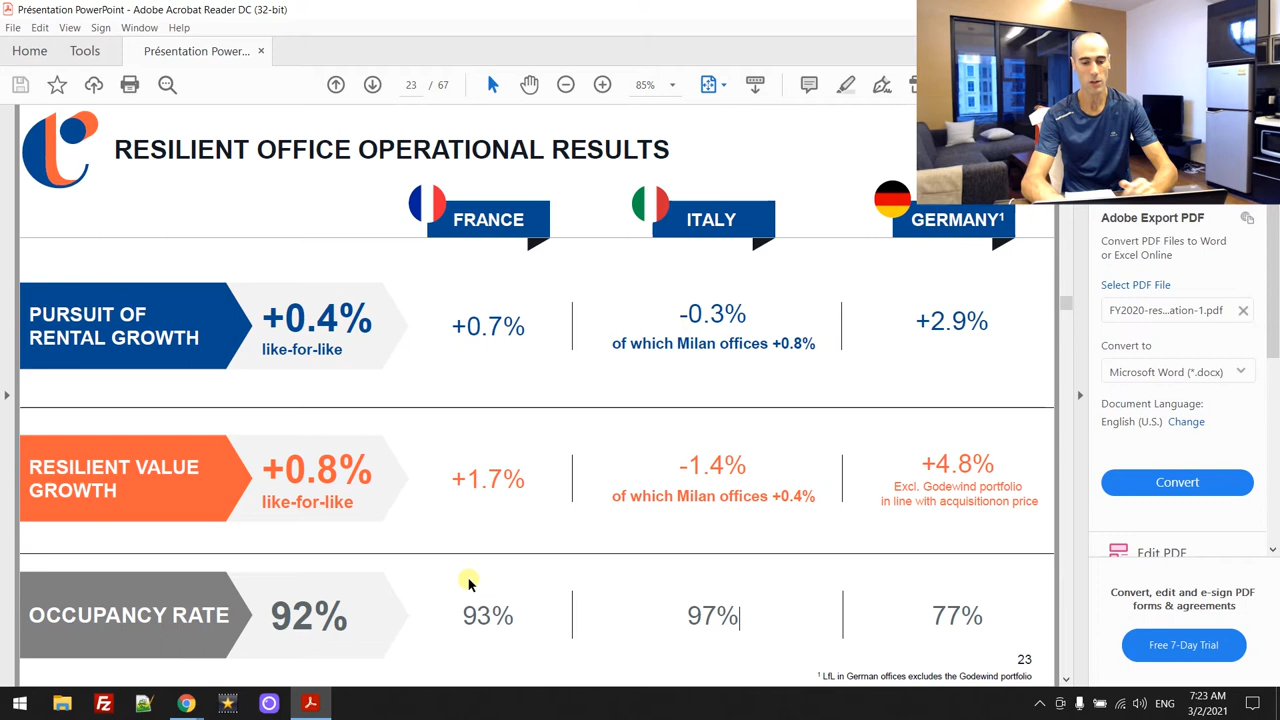 Présentation PowerPoint - Adobe Acrobat Reader DC (32-bit)
File Edit View Sign Window Help
Home Tools Présentation Power... ×
23 / 67 85%
RESILIENT OFFICE OPERATIONAL RESULTS
FRANCE ITALY GERMANY¹
PURSUIT OF
RENTAL GROWTH
+0.4%
like-for-like
+0.7%
-0.3%
of which Milan offices +0.8%
+2.9%
RESILIENT VALUE
GROWTH
+0.8%
like-for-like
+1.7%
-1.4%
of which Milan offices +0.4%
+4.8%
Excl. Godewind portfolio
in line with acquisitionon price
OCCUPANCY RATE 92% 93% 97% 77%
23
¹ LfL in German offices excludes the Godewind portfolio
Adobe Export PDF
Convert PDF Files to Word
or Excel Online
Select PDF File
FY2020-res...ation-1.pdf
Convert to
Microsoft Word (*.docx)
Document Language:
English (U.S.) Change
Convert
Edit PDF
Convert, edit and e-sign PDF
forms & agreements
Free 7-Day Trial
ENG
7:23 AM
3/2/2021